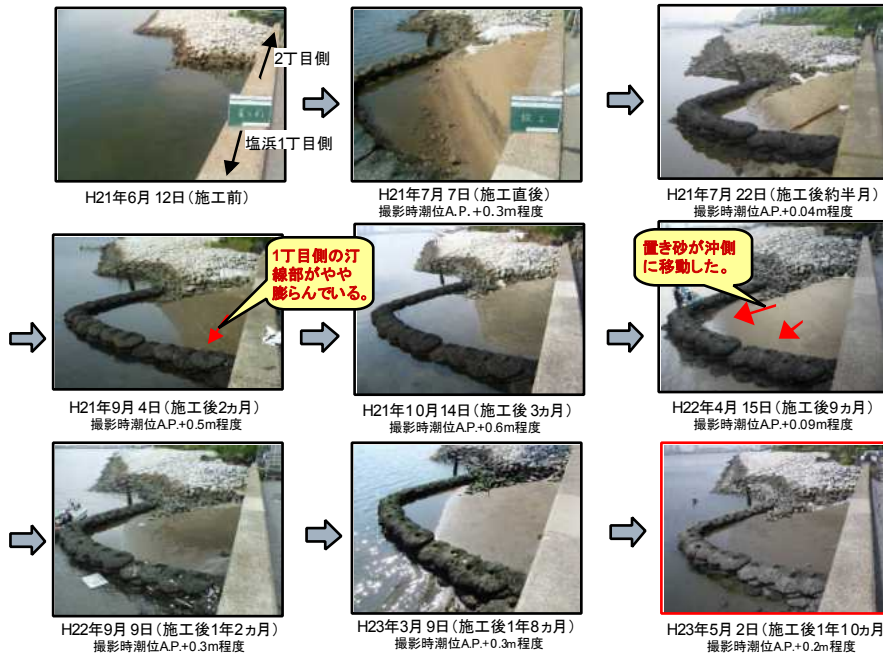 2丁目側
塩浜1丁目側
H21年6月12日(施工前)
竣工
H21年7月7日(施工直後)
撮影時潮位A.P.+0.3m程度
H21年7月22日(施工後約半月)
撮影時潮位A.P.+0.04m程度
1丁目側の汀
線部がやや
膨らんでいる。
H21年9月4日(施工後2ヵ月)
撮影時潮位A.P.+0.5m程度
H21年10月14日(施工後3ヵ月)
撮影時潮位A.P.+0.6m程度
置き砂が沖側
に移動した。
H22年4月15日(施工後9ヵ月)
撮影時潮位A.P.+0.09m程度
H22年9月9日(施工後1年2ヵ月)
撮影時潮位A.P.+0.3m程度
H23年3月9日(施工後1年8ヵ月)
撮影時潮位A.P.+0.3m程度
H23年5月2日(施工後1年10ヵ月
撮影時潮位A.P.+0.2m程度